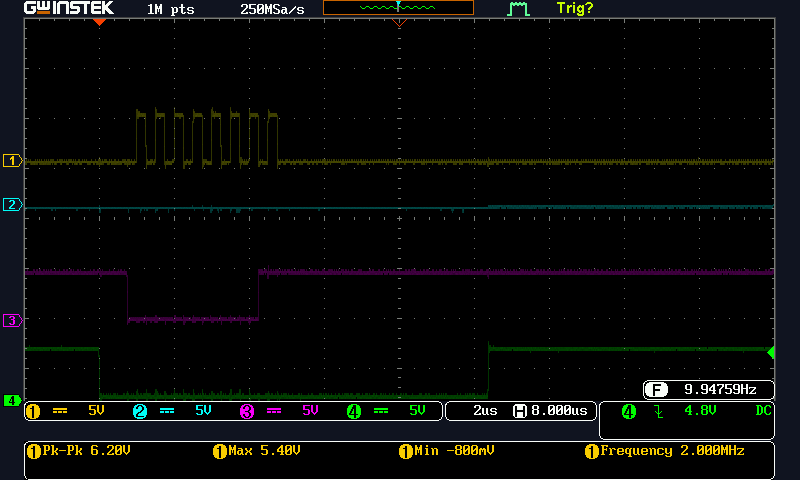 GWINSTEK 1M pts 250MSa/s Trig?
1
2
3
4
F 9.94759Hz
1 5V 2 5V 3 5V 4 5V 2us H 8.000us 4 4.8V DC
1 Pk-Pk 6.20V 1 Max 5.40V 1 Min -800mV 1 Frequency 2.000MHz